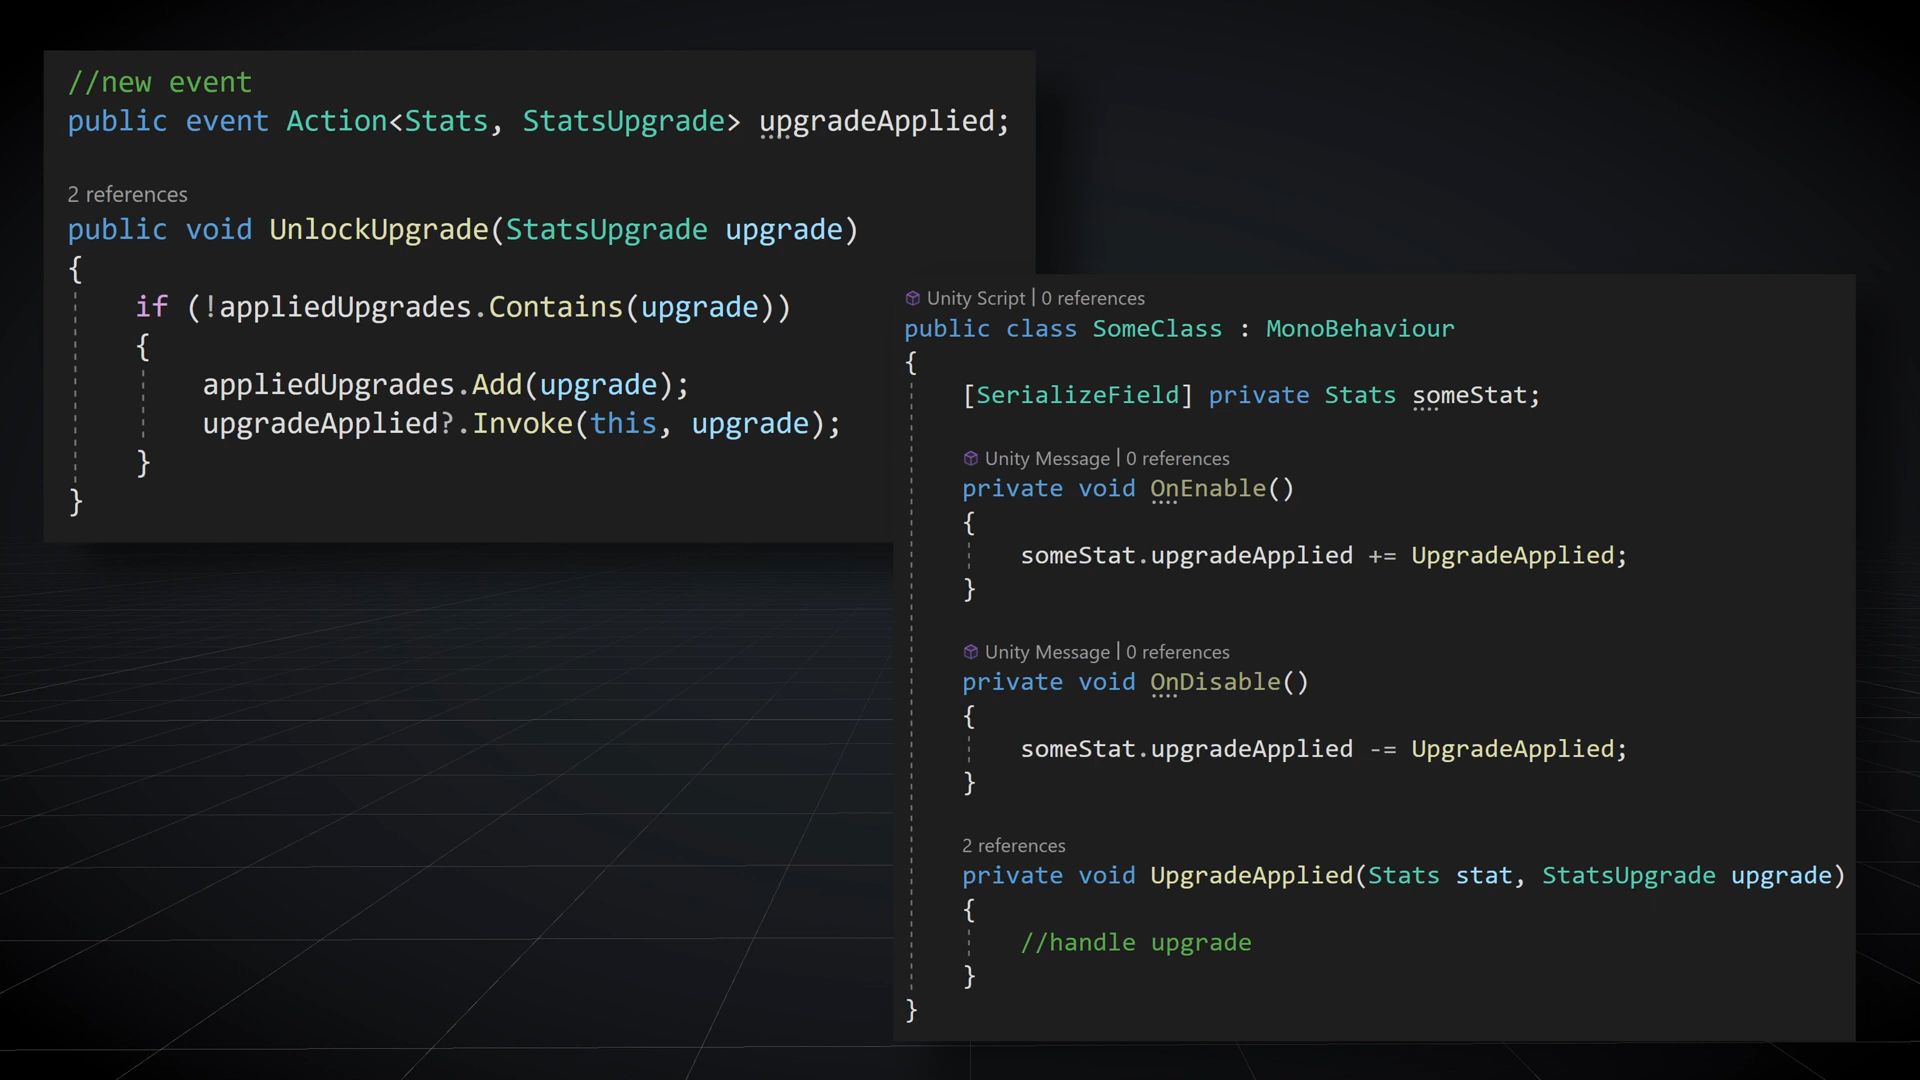 //new event
public event Action<Stats, StatsUpgrade> upgradeApplied;
2 references
public void UnlockUpgrade(StatsUpgrade upgrade)
{
if (!appliedUpgrades.Contains(upgrade))
{
appliedUpgrades.Add(upgrade);
upgradeApplied?.Invoke(this, upgrade);
}
}
Unity Script | 0 references
public class SomeClass : MonoBehaviour
{
[SerializeField] private Stats someStat;
Unity Message | 0 references
private void OnEnable()
{
someStat.upgradeApplied += UpgradeApplied;
}
Unity Message | 0 references
private void OnDisable()
{
someStat.upgradeApplied -= UpgradeApplied;
}
2 references
private void UpgradeApplied(Stats stat, StatsUpgrade upgrade)
{
//handle upgrade
}
}